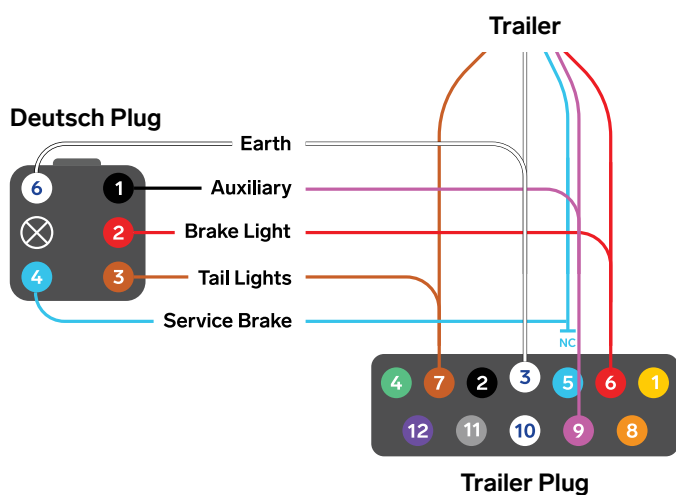 Trailer
Deutsch Plug
Earth
6
1
Auxiliary
2
Brake Light
4
3
Tail Lights
Service Brake
NC
4
7
2
3
5
6
1
12
11
10
9
8
Trailer Plug